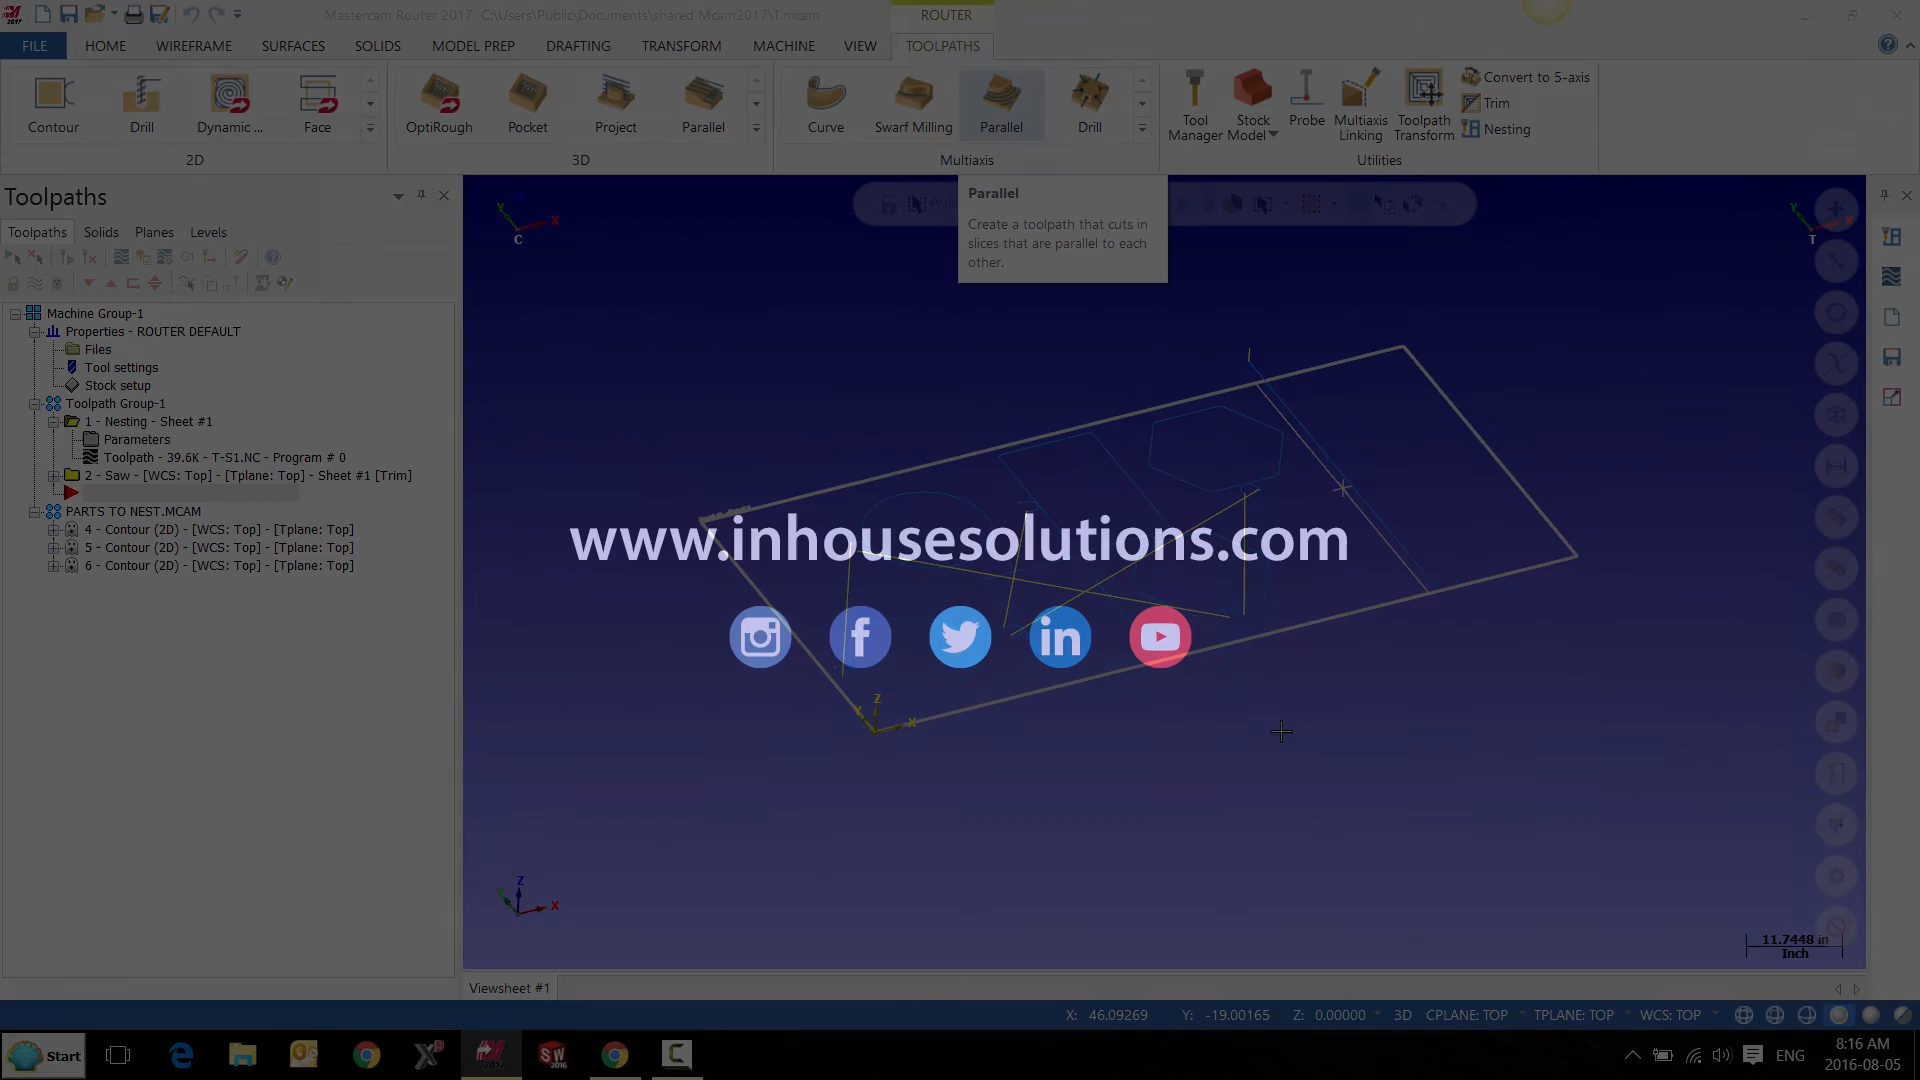 Mastercam Router 2017 C:\Users\Public\Documents\shared Mcam2017\T.mcam
ROUTER
FILE HOME WIREFRAME SURFACES SOLIDS MODEL PREP DRAFTING TRANSFORM MACHINE VIEW TOOLPATHS
Contour Drill Dynamic ... Face
OptiRough Pocket Project Parallel
Curve Swarf Milling Parallel Drill
Tool Manager Stock Model Probe Multiaxis Linking Toolpath Transform
Convert to 5-axis
Trim
Nesting
2D 3D Multiaxis Utilities
Toolpaths
Toolpaths Solids Planes Levels
G1
Machine Group-1
Properties - ROUTER DEFAULT
Files
Tool settings
Stock setup
Toolpath Group-1
1 - Nesting - Sheet #1
Parameters
Toolpath - 39.6K - T-S1.NC - Program # 0
2 - Saw - [WCS: Top] - [Tplane: Top] - Sheet #1 [Trim]
PARTS TO NEST.MCAM
4 - Contour (2D) - [WCS: Top] - [Tplane: Top]
5 - Contour (2D) - [WCS: Top] - [Tplane: Top]
6 - Contour (2D) - [WCS: Top] - [Tplane: Top]
Parallel
Create a toolpath that cuts in
slices that are parallel to each
other.
Y X
C
Y X
T
www.inhousesolutions.com
f in
Z
Y X
Z
Y X
11.7448 in
Inch
Viewsheet #1
X: 46.09269 Y: -19.00165 Z: 0.00000 3D CPLANE: TOP TPLANE: TOP WCS: TOP
Start
2017
SW
2016
ENG
8:16 AM
2016-08-05